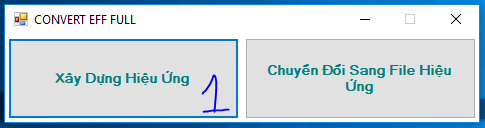 CONVERT EFF FULL
Xây Dựng Hiệu Ứng
1
Chuyển Đổi Sang File Hiệu
Ứng